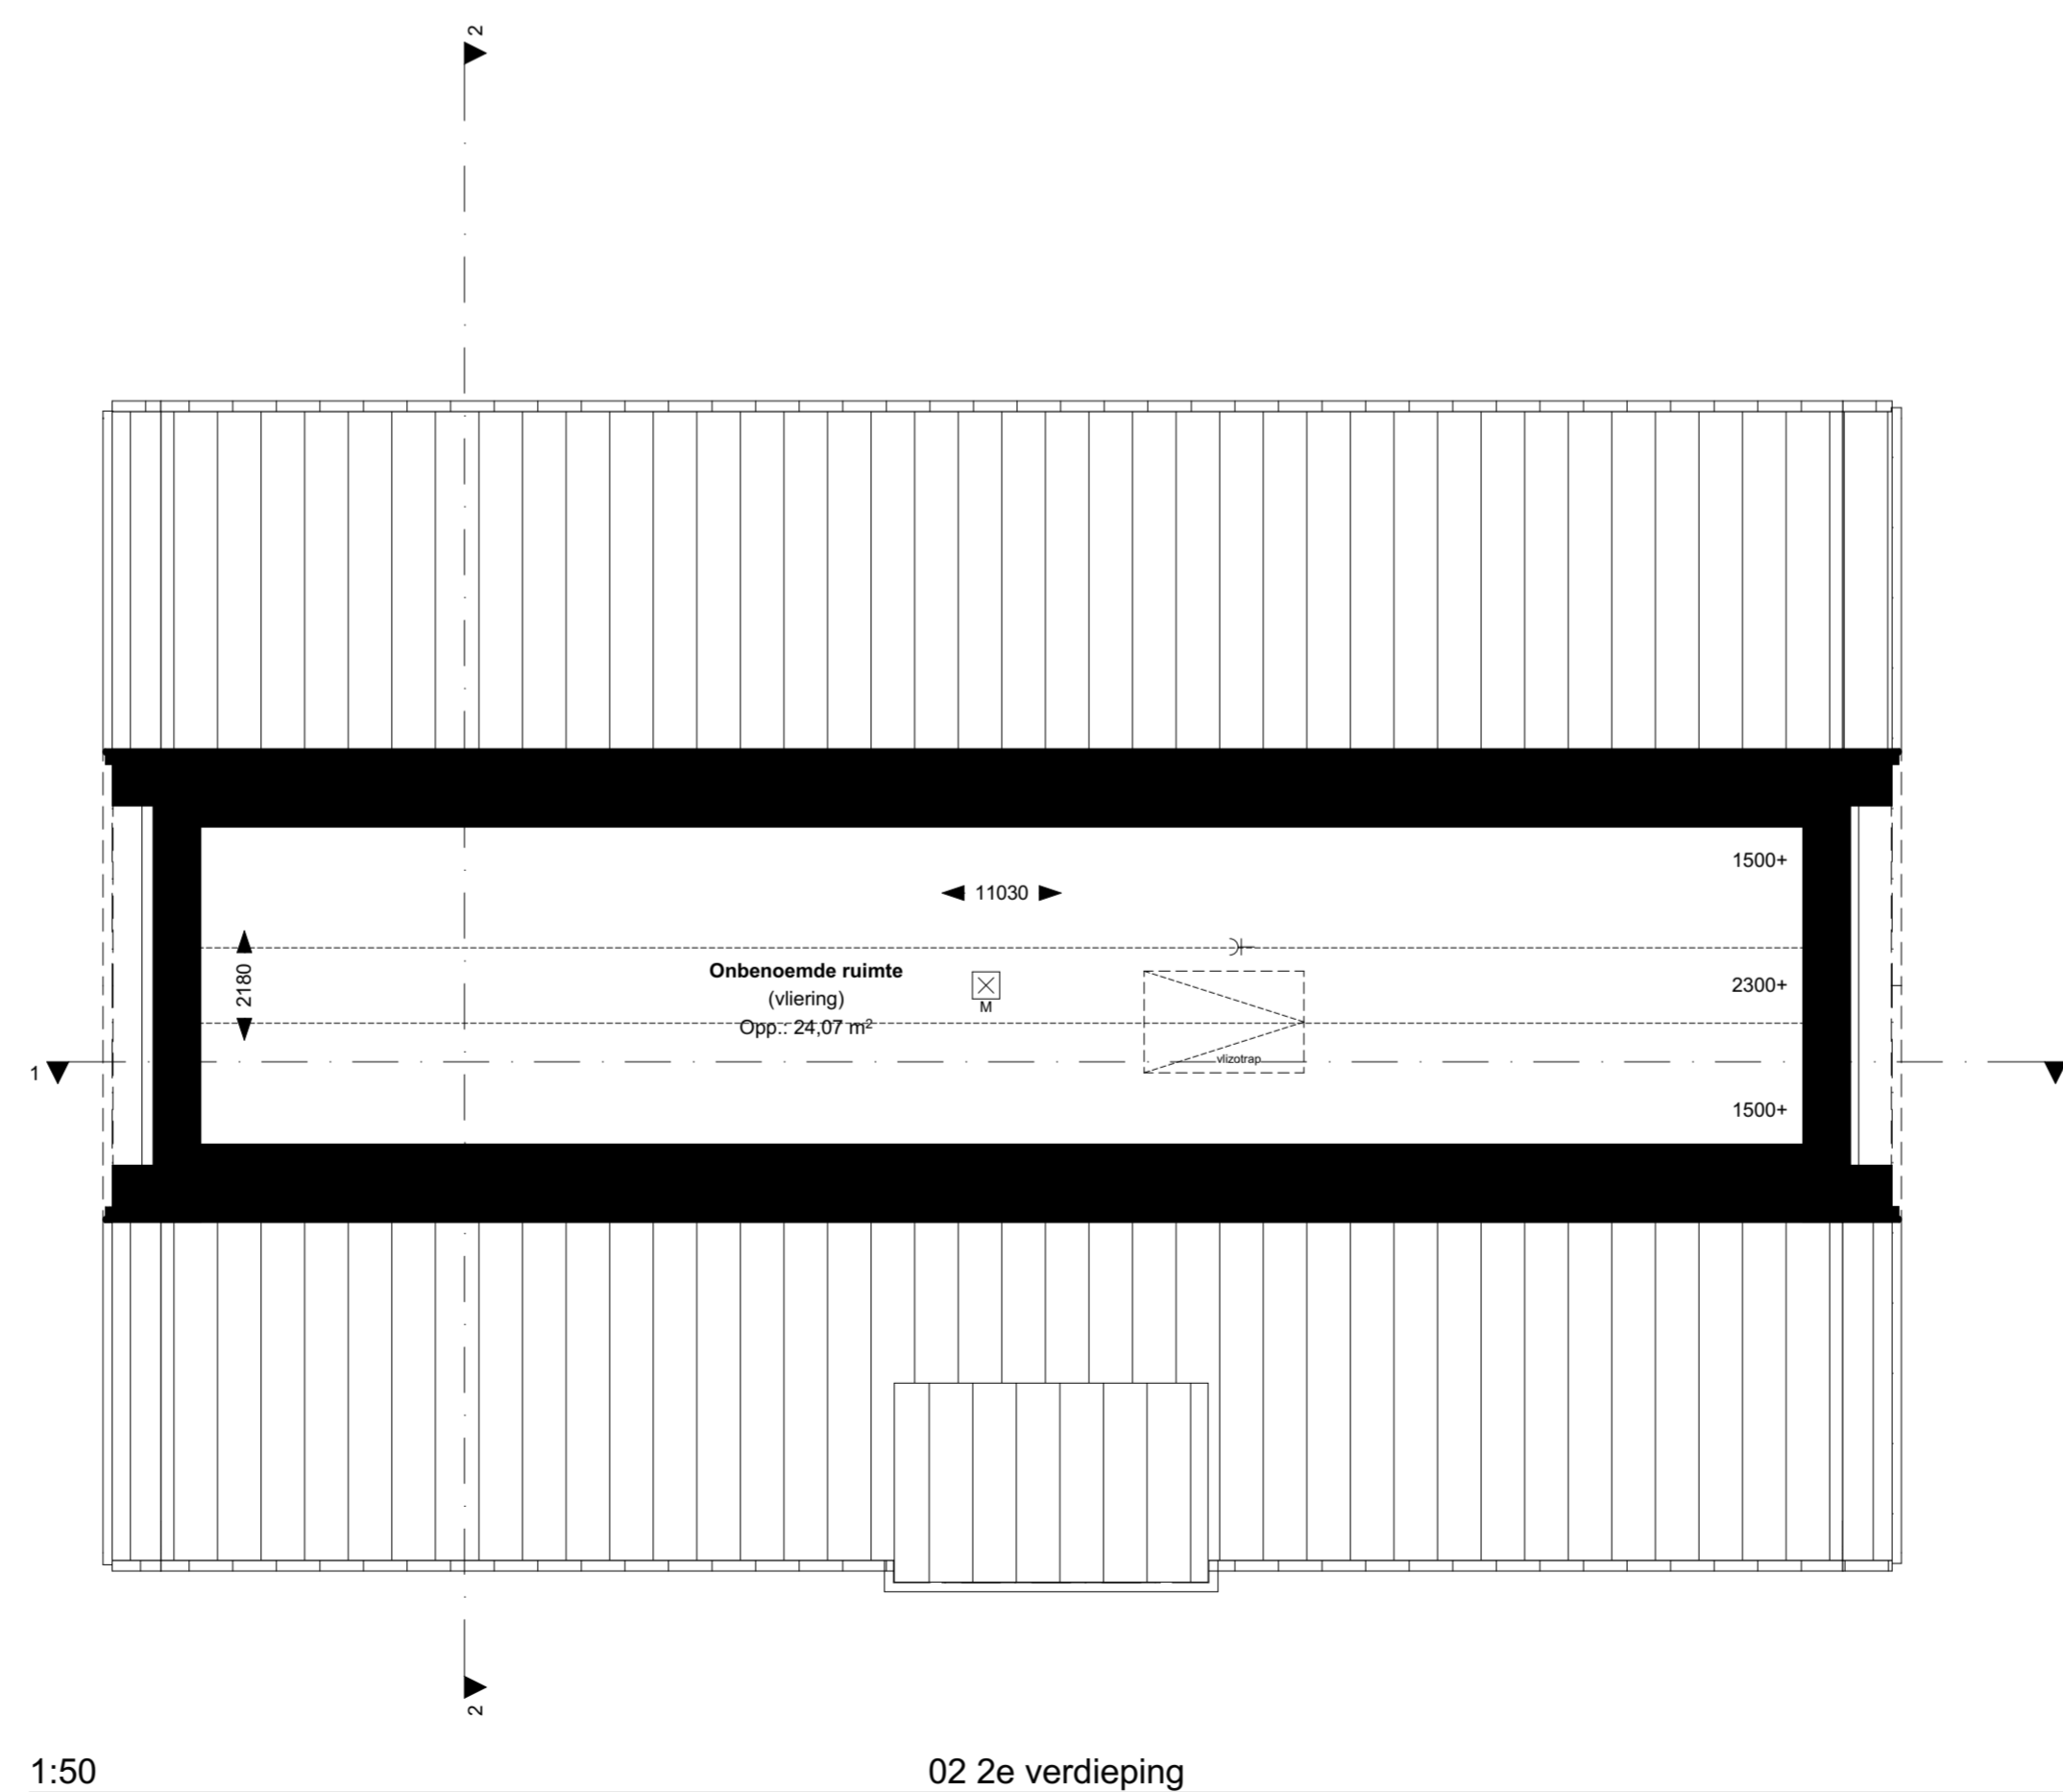 2
1500+
11030
2180
Onbenoemde ruimte
(vliering)
Opp.: 24,07 m²
M
2300+
vlizotrap
1
1500+
2
1:50
02 2e verdieping